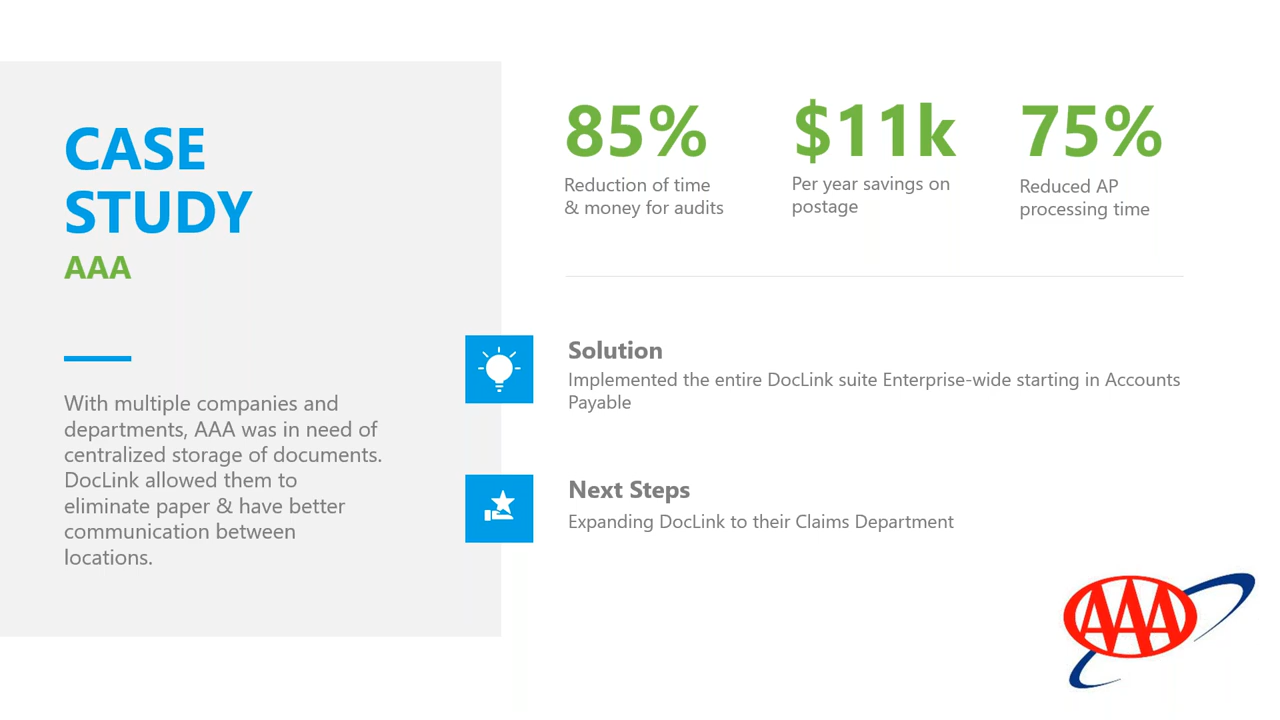 CASE
STUDY
AAA
With multiple companies and
departments, AAA was in need of
centralized storage of documents.
DocLink allowed them to
eliminate paper & have better
communication between
locations.
85%
Reduction of time
& money for audits
$11k
Per year savings on
postage
75%
Reduced AP
processing time
Solution
Implemented the entire DocLink suite Enterprise-wide starting in Accounts
Payable
Next Steps
Expanding DocLink to their Claims Department
AAA